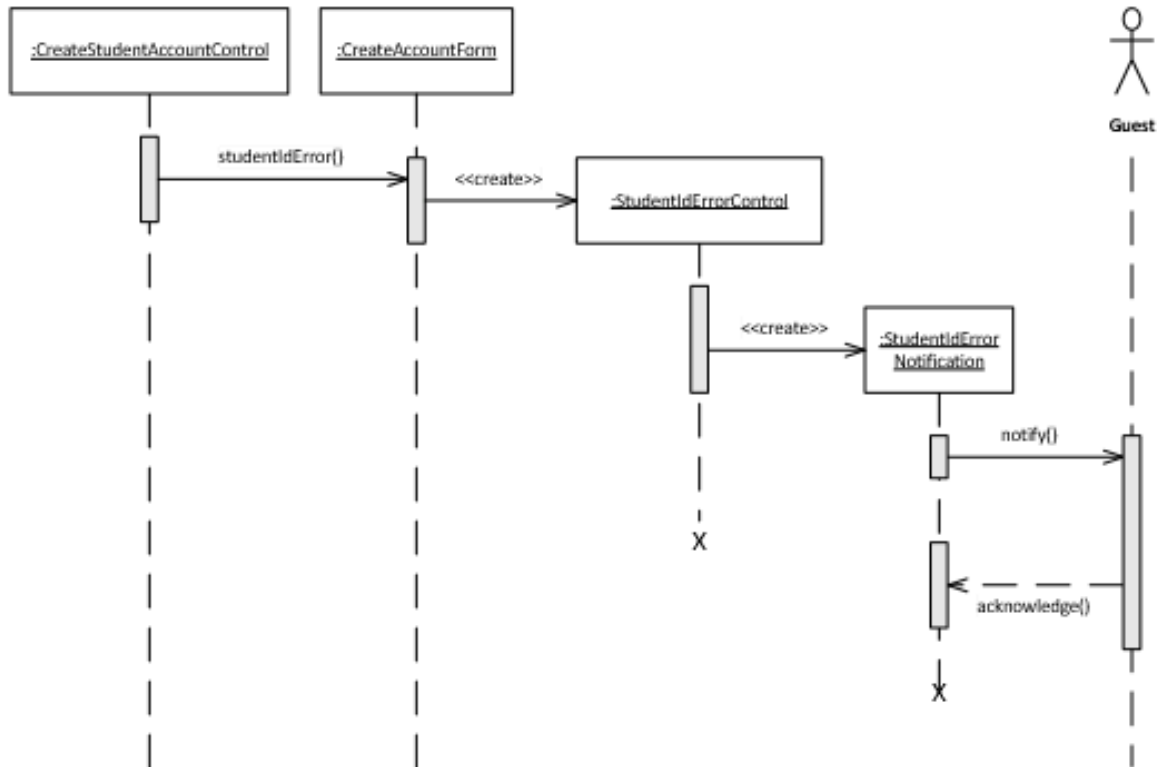 :CreateStudentAccountControl
:CreateAccountForm
Guest
studentIdError()
<<create>>
:StudentIdErrorControl
<<create>>
:StudentIdError
Notification
notify()
X
acknowledge()
X